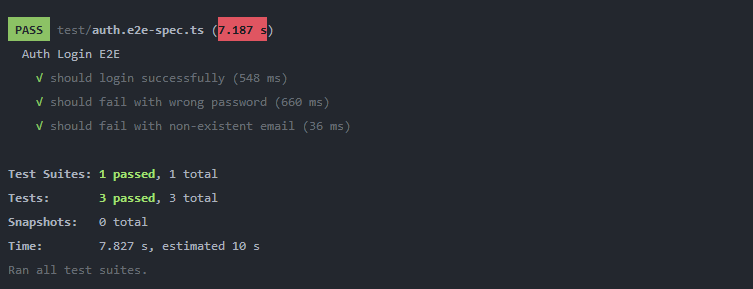 PASS test/auth.e2e-spec.ts (7.187 s)
Auth Login E2E
√ should login successfully (548 ms)
√ should fail with wrong password (660 ms)
√ should fail with non-existent email (36 ms)
Test Suites: 1 passed, 1 total
Tests: 3 passed, 3 total
Snapshots: 0 total
Time: 7.827 s, estimated 10 s
Ran all test suites.